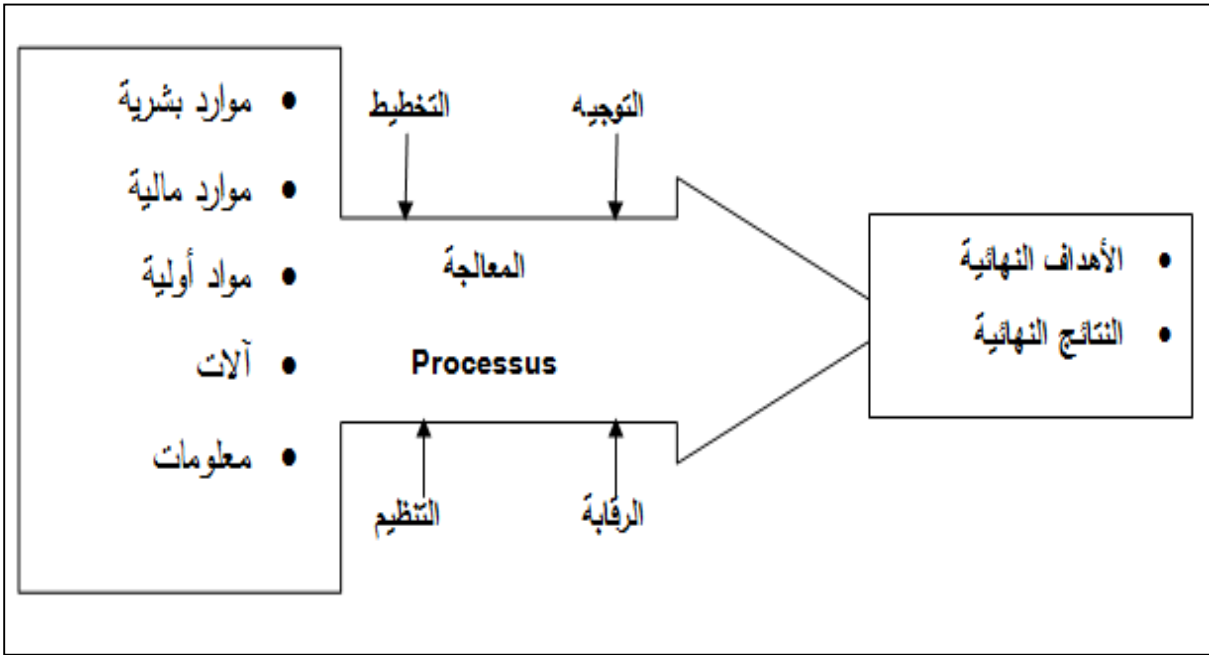 • موارد بشرية
• موارد مالية
• مواد أولية
• آلات
• معلومات
التخطيط
التوجيه
المعالجة
Processus
التنظيم
الرقابة
• الأهداف النهائية
• النتائج النهائية